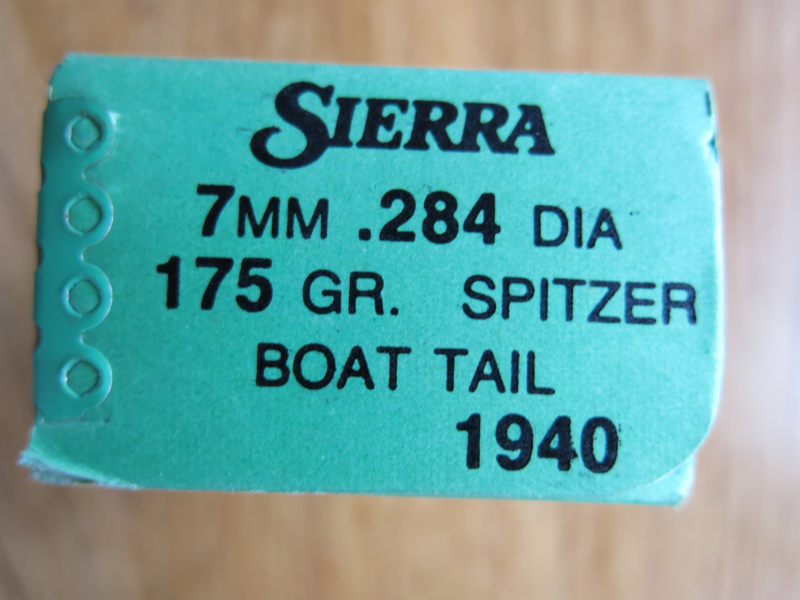 SIERRA
7MM .284 DIA
175 GR. SPITZER
BOAT TAIL
1940